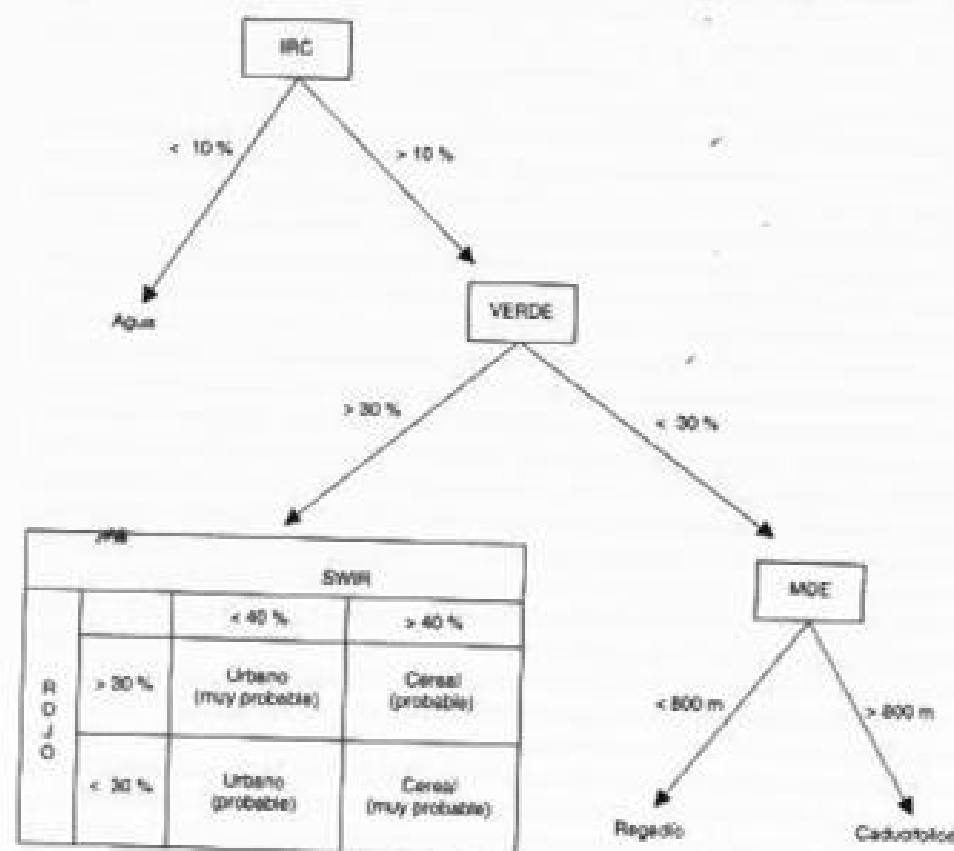 IRC
< 10 %
> 10 %
Agua
VERDE
> 30 %
< 30 %
SWIR
< 40 %
> 40 %
ROJO
> 30 %
Urbano
(muy probable)
Cereal
(probable)
< 30 %
Urbano
(probable)
Cereal
(muy probable)
MDE
< 800 m
> 800 m
Regadío
Caducifolios